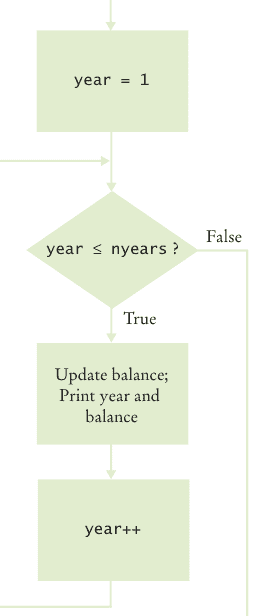 year = 1
year ≤ nyears ?
False
True
Update balance;
Print year and
balance
year++